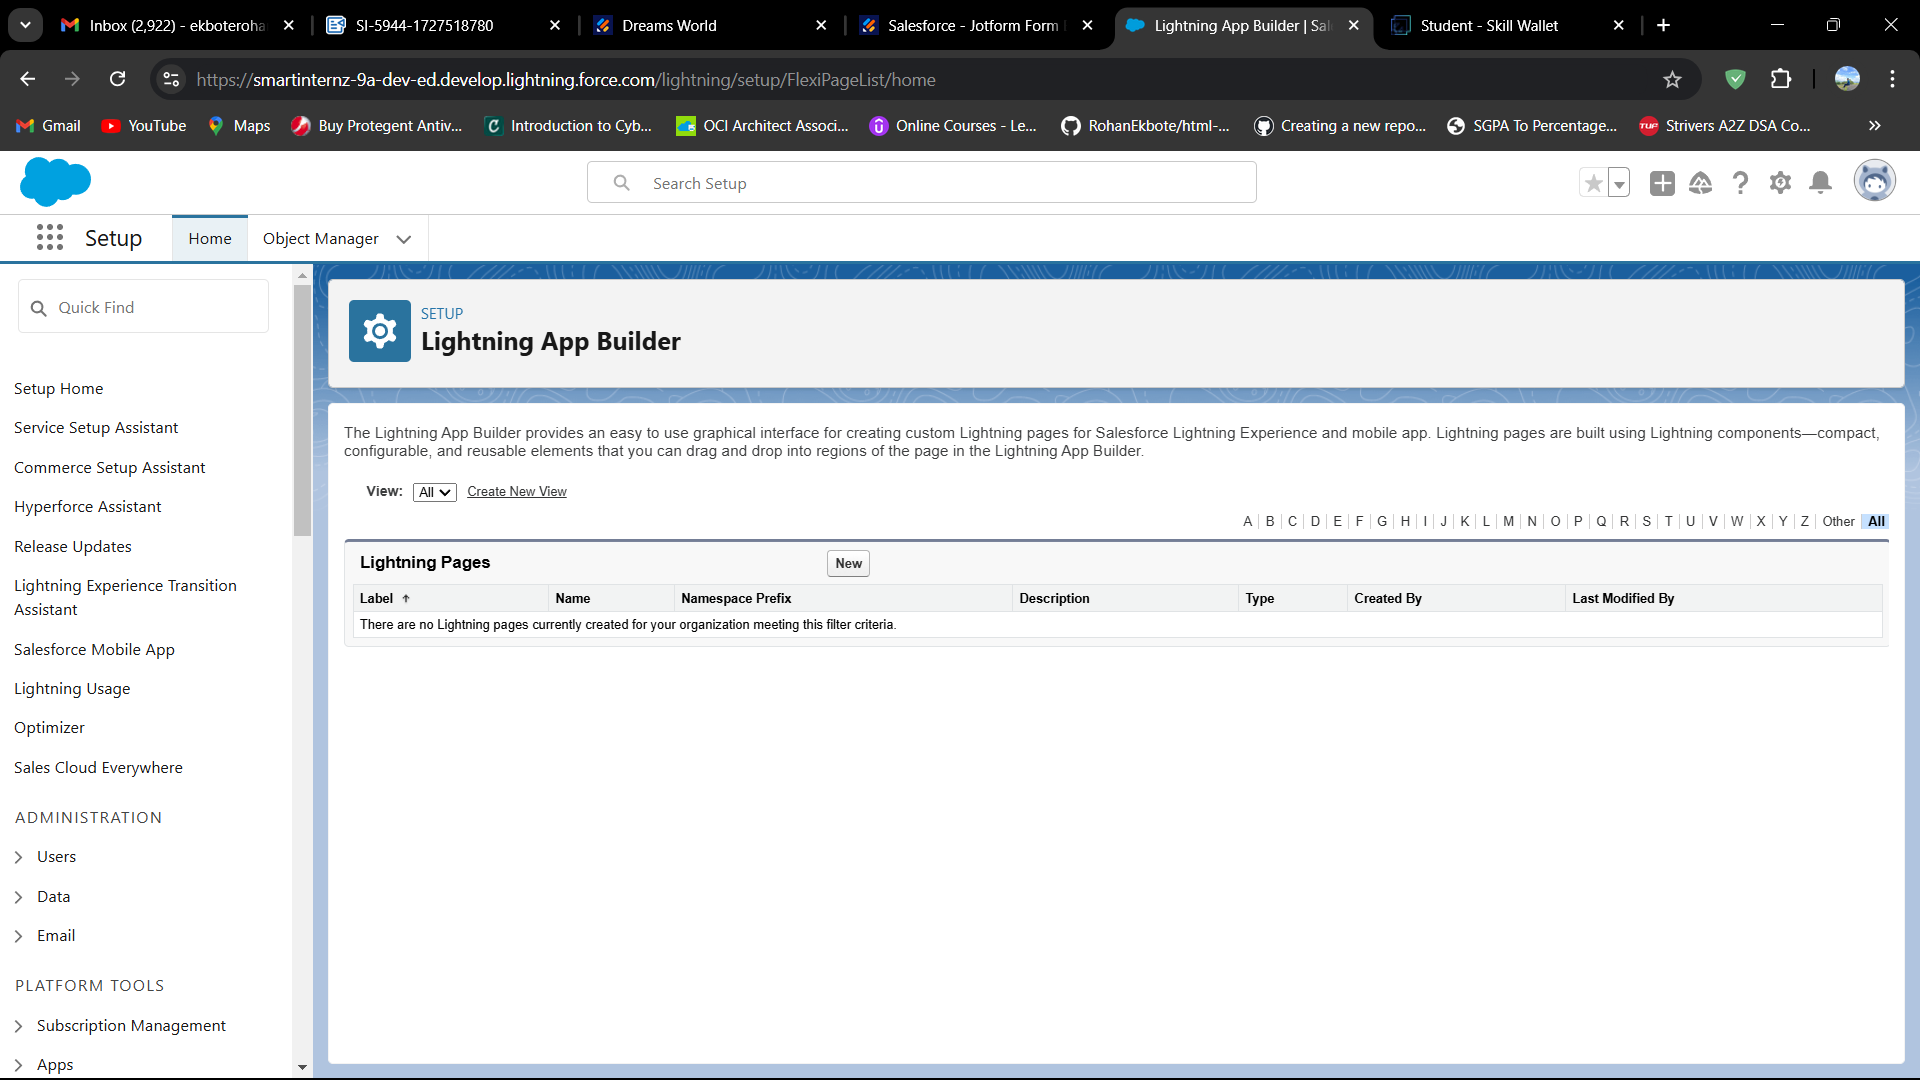 Inbox (2,922) - ekboteroha
SI-5944-1727518780
Dreams World
Salesforce - Jotform Form
Lightning App Builder | Sal
Student - Skill Wallet
https://smartinternz-9a-dev-ed.develop.lightning.force.com/lightning/setup/FlexiPageList/home
Gmail
YouTube
Maps
Buy Protegent Antiv...
Introduction to Cyb...
OCI Architect Associ...
Online Courses - Le...
RohanEkbote/html-...
Creating a new repo...
SGPA To Percentage...
TUF
Strivers A2Z DSA Co...
Search Setup
Setup
Home
Object Manager
Quick Find
Setup Home
Service Setup Assistant
Commerce Setup Assistant
Hyperforce Assistant
Release Updates
Lightning Experience Transition
Assistant
Salesforce Mobile App
Lightning Usage
Optimizer
Sales Cloud Everywhere
ADMINISTRATION
Users
Data
Email
PLATFORM TOOLS
Subscription Management
Apps
SETUP
Lightning App Builder
The Lightning App Builder provides an easy to use graphical interface for creating custom Lightning pages for Salesforce Lightning Experience and mobile app. Lightning pages are built using Lightning components—compact,
configurable, and reusable elements that you can drag and drop into regions of the page in the Lightning App Builder.
View: All Create New View
A | B | C | D | E | F | G | H | I | J | K | L | M | N | O | P | Q | R | S | T | U | V | W | X | Y | Z | Other All
Lightning Pages New
Label Name Namespace Prefix Description Type Created By Last Modified By
There are no Lightning pages currently created for your organization meeting this filter criteria.